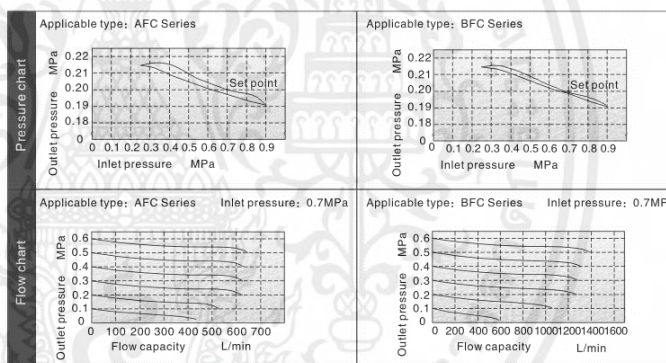 Pressure chart
Applicable type: AFC Series
Outlet pressure MPa
0.22
0.21
0.20
0.19
0.18
0
Set point
0 0.1 0.2 0.3 0.4 0.5 0.6 0.7 0.8 0.9
Inlet pressure MPa
Applicable type: BFC Series
Outlet pressure MPa
0.22
0.21
0.20
0.19
0.18
0
Set point
0 0.1 0.2 0.3 0.4 0.5 0.6 0.7 0.8 0.9
Inlet pressure MPa
Flow chart
Applicable type: AFC Series Inlet pressure: 0.7MPa
Outlet pressure MPa
0.6
0.5
0.4
0.3
0.2
0.1
0
0 100 200 300 400 500 600 700
Flow capacity L/min
Applicable type: BFC Series Inlet pressure: 0.7MP
Outlet pressure MPa
0.6
0.5
0.4
0.3
0.2
0.1
0
0 200 400 600 800 1000 1200 1400 1600
Flow capacity L/min